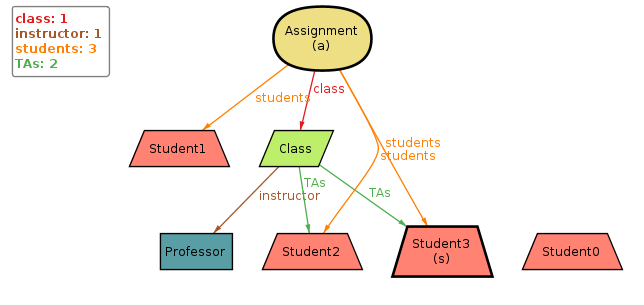 class: 1
instructor: 1
students: 3
TAs: 2
Assignment
(a)
class
students
students
students
Student1
Class
TAs
TAs
instructor
Professor
Student2
Student3
(s)
Student0